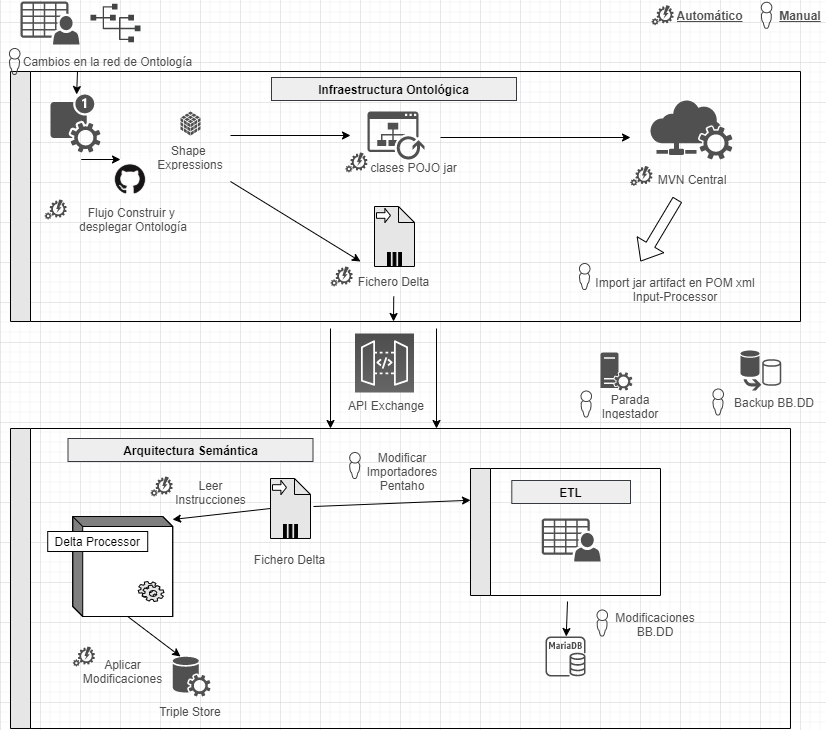 Automático
Manual
Cambios en la red de Ontología
Infraestructura Ontológica
1
Shape
Expressions
clases POJO jar
MVN Central
Flujo Construir y
desplegar Ontología
Fichero Delta
Import jar artifact en POM xml
Input-Processor
API Exchange
Parada
Ingestador
Backup BB.DD
Arquitectura Semántica
Leer
Instrucciones
Modificar
Importadores
Pentaho
ETL
Delta Processor
Fichero Delta
Modificaciones
BB.DD
MariaDB
Aplicar
Modificaciones
Triple Store